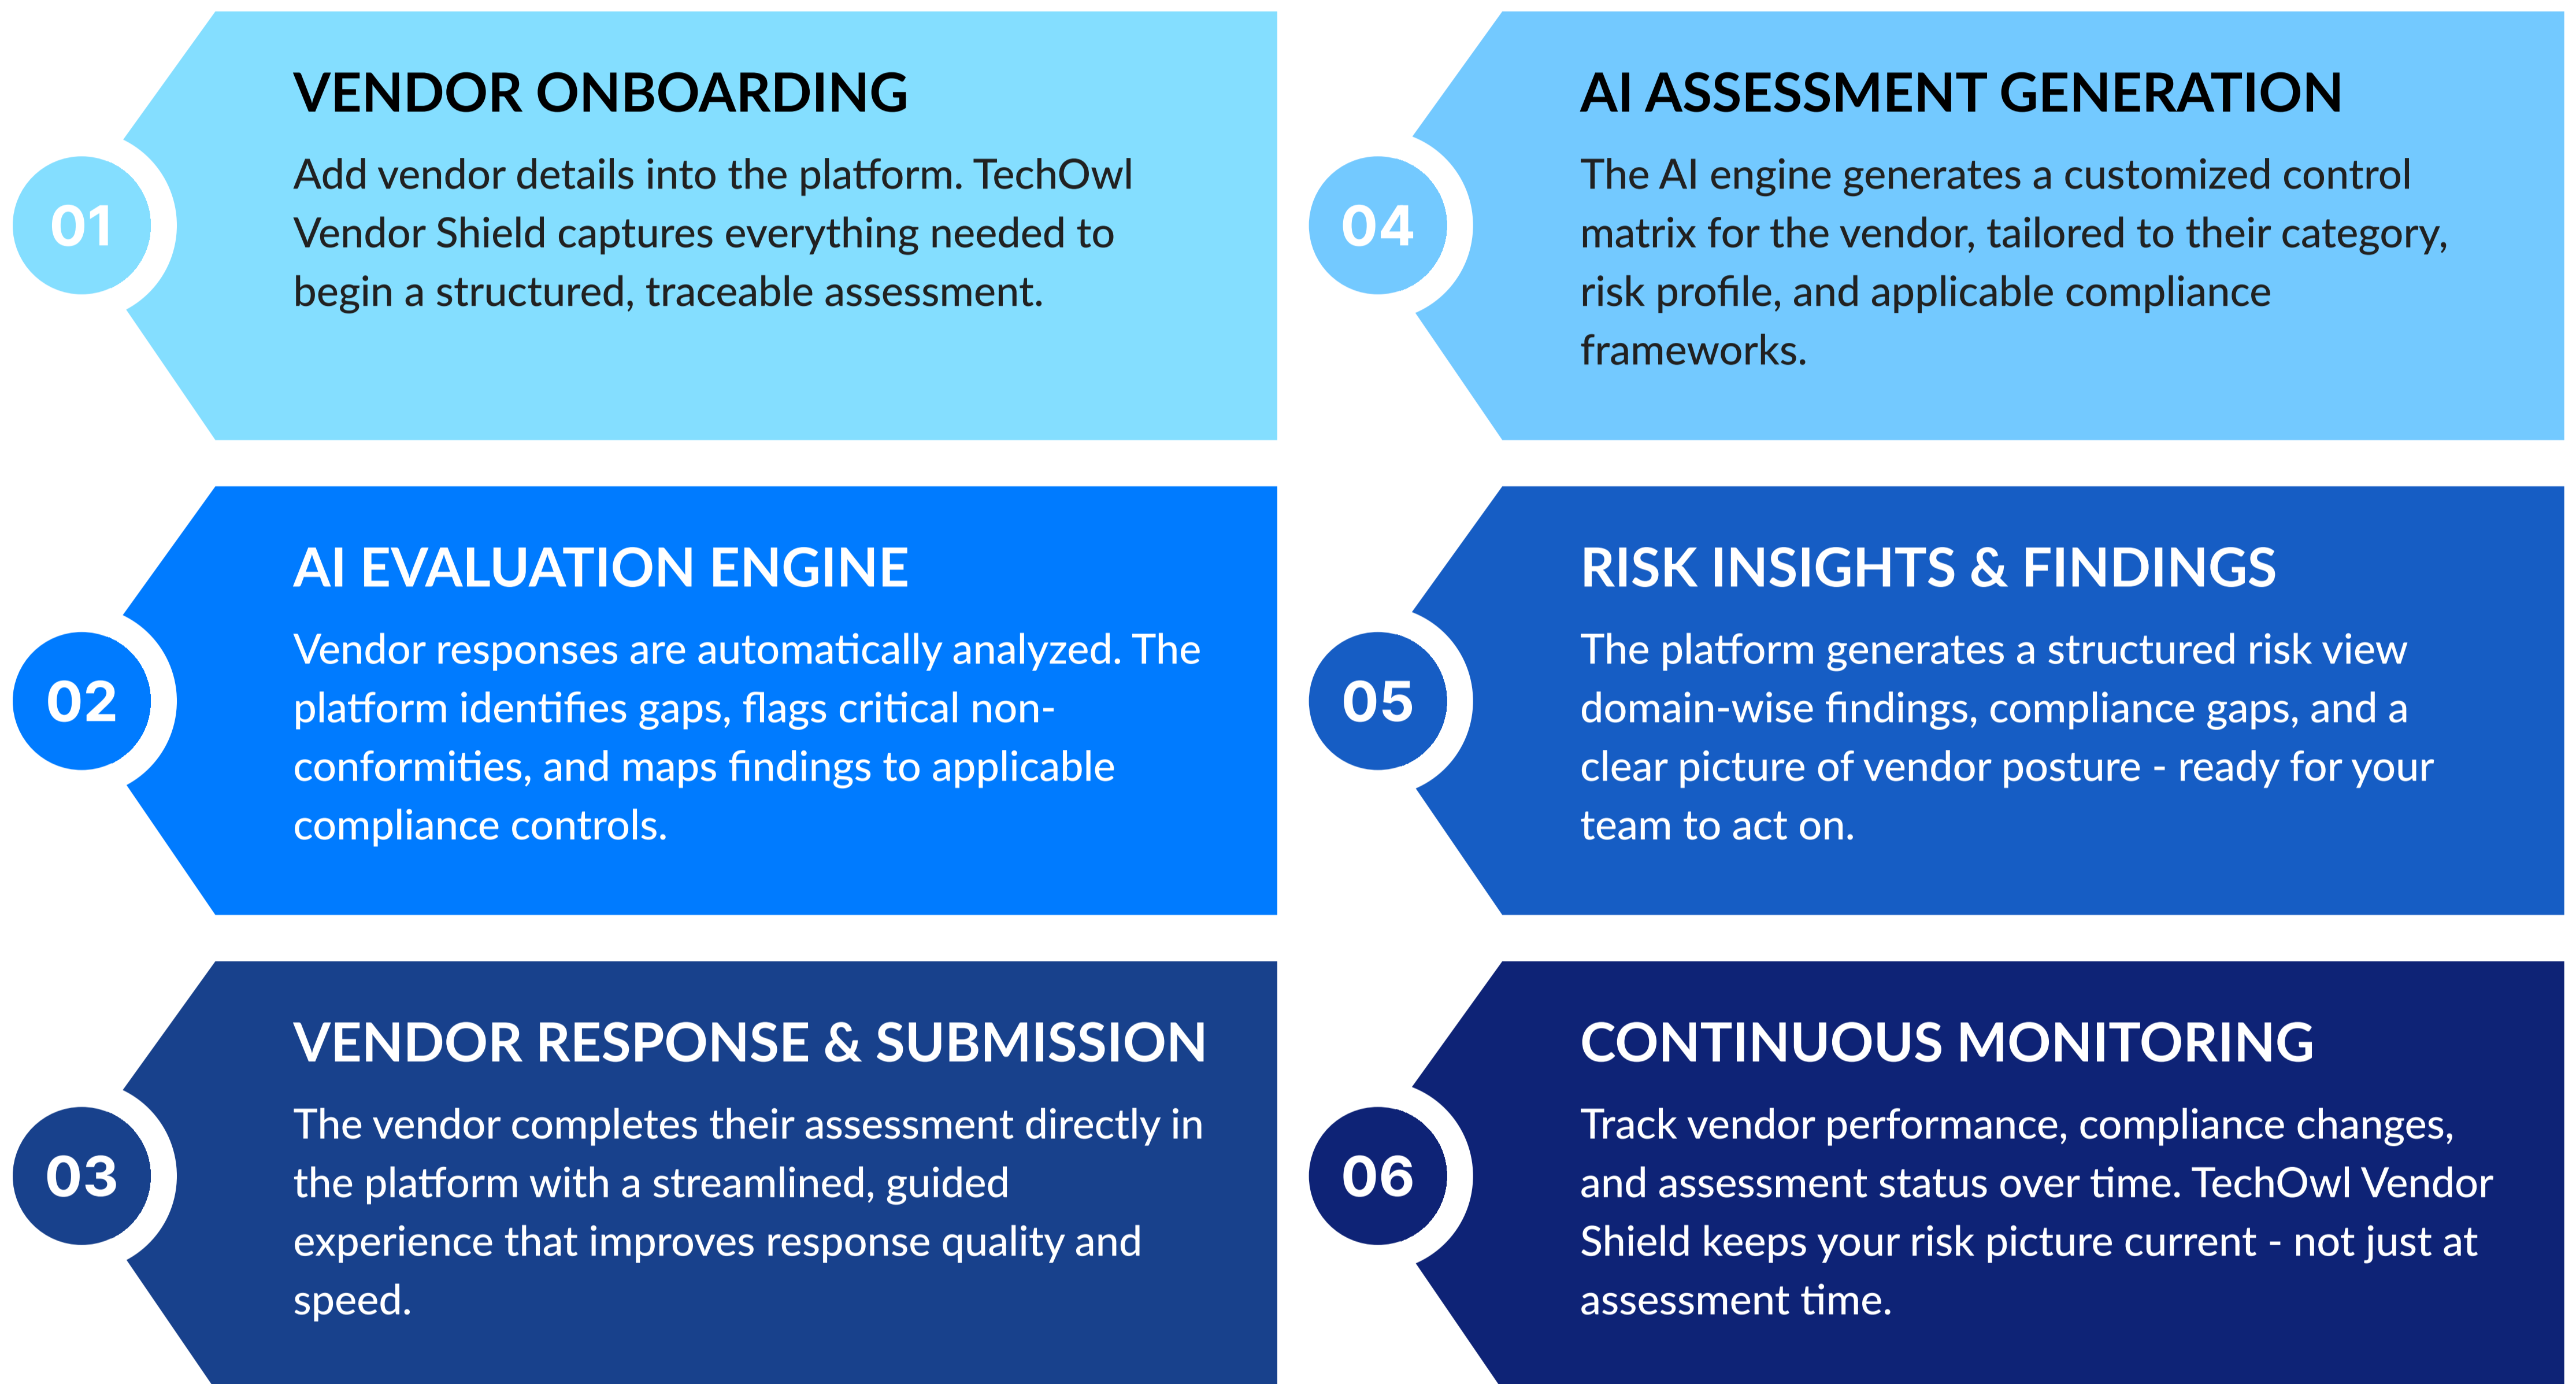 01
VENDOR ONBOARDING
Add vendor details into the platform. TechOwl
Vendor Shield captures everything needed to
begin a structured, traceable assessment.
02
AI EVALUATION ENGINE
Vendor responses are automatically analyzed. The
platform identifies gaps, flags critical non-
conformities, and maps findings to applicable
compliance controls.
03
VENDOR RESPONSE & SUBMISSION
The vendor completes their assessment directly in
the platform with a streamlined, guided
experience that improves response quality and
speed.
04
AI ASSESSMENT GENERATION
The AI engine generates a customized control
matrix for the vendor, tailored to their category,
risk profile, and applicable compliance
frameworks.
05
RISK INSIGHTS & FINDINGS
The platform generates a structured risk view
domain-wise findings, compliance gaps, and a
clear picture of vendor posture - ready for your
team to act on.
06
CONTINUOUS MONITORING
Track vendor performance, compliance changes,
and assessment status over time. TechOwl Vendor
Shield keeps your risk picture current - not just at
assessment time.